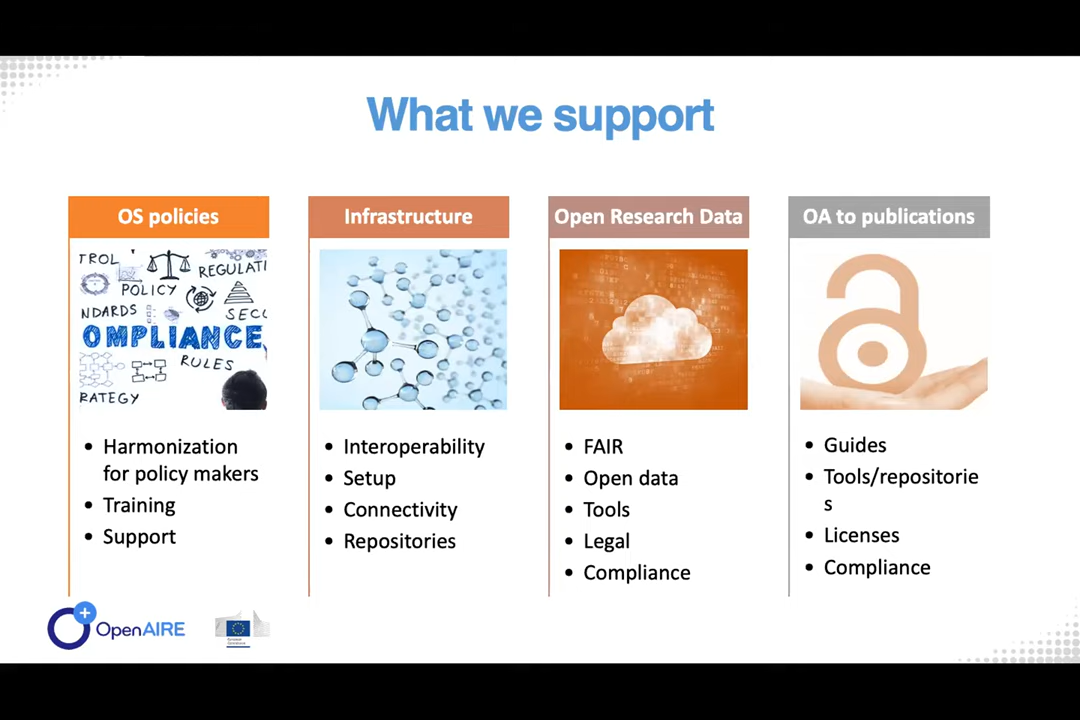 What we support
OS policies
TROL
REGULATI
POLICY
NDARDS
SECU
OMPLIANCE
RULES
RATEGY
• Harmonization
for policy makers
• Training
• Support
Infrastructure
• Interoperability
• Setup
• Connectivity
• Repositories
Open Research Data
• FAIR
• Open data
• Tools
• Legal
• Compliance
OA to publications
• Guides
• Tools/repositorie
s
• Licenses
• Compliance
OpenAIRE